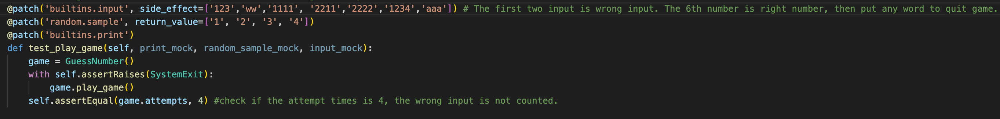 @patch('builtins.input', side_effect=['123','ww','1111', '2211','2222','1234','aaa']) # The first two input is wrong input. The 6th number is right number, then put any word to quit game.
@patch('random.sample', return_value=['1', '2', '3', '4'])
@patch('builtins.print')
def test_play_game(self, print_mock, random_sample_mock, input_mock):
    game = GuessNumber()
    with self.assertRaises(SystemExit):
        game.play_game()
    self.assertEqual(game.attempts, 4) #check if the attempt times is 4, the wrong input is not counted.